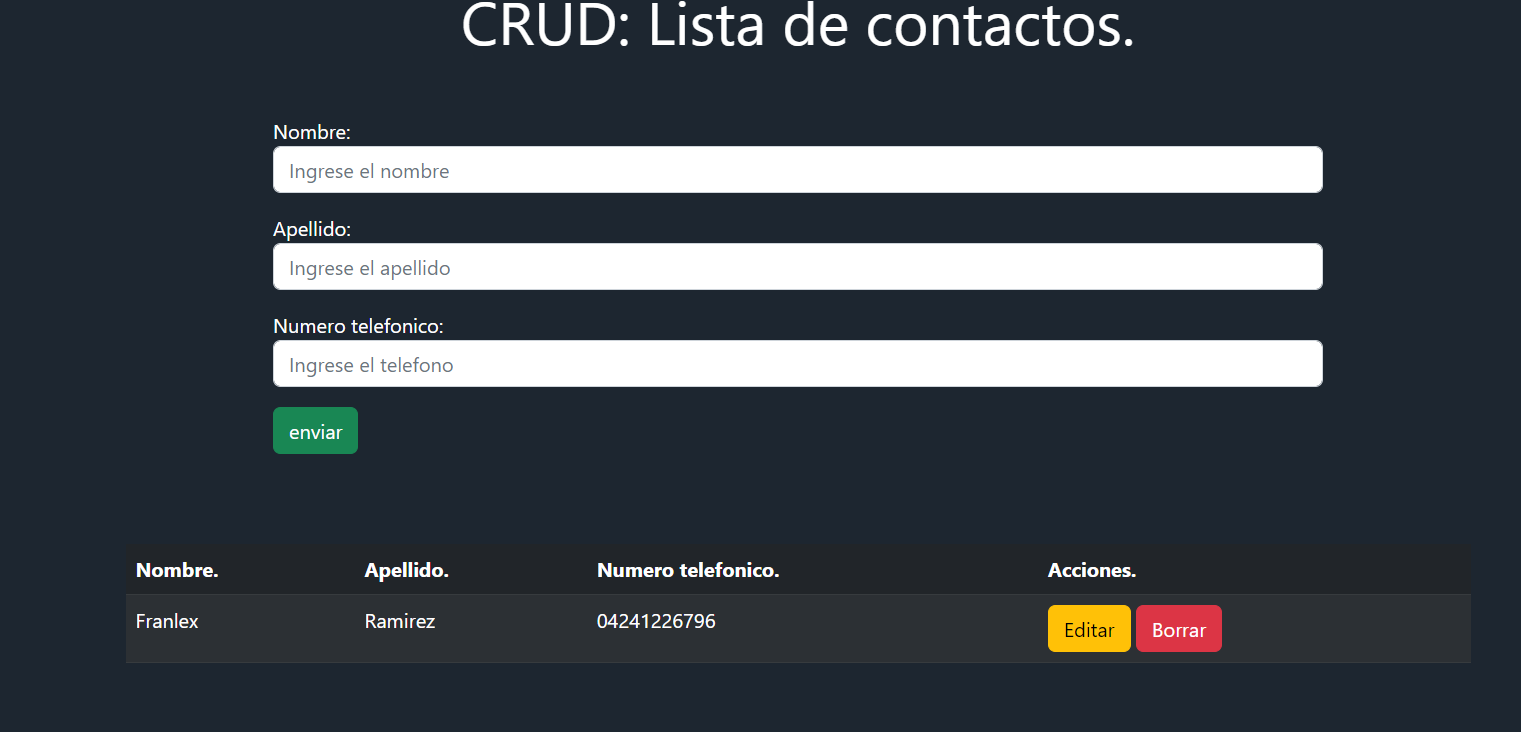 CRUD: Lista de contactos.
Nombre:
Ingrese el nombre
Apellido:
Ingrese el apellido
Numero telefonico:
Ingrese el telefono
enviar
Nombre. Apellido. Numero telefonico. Acciones.
Franlex Ramirez 04241226796 Editar Borrar